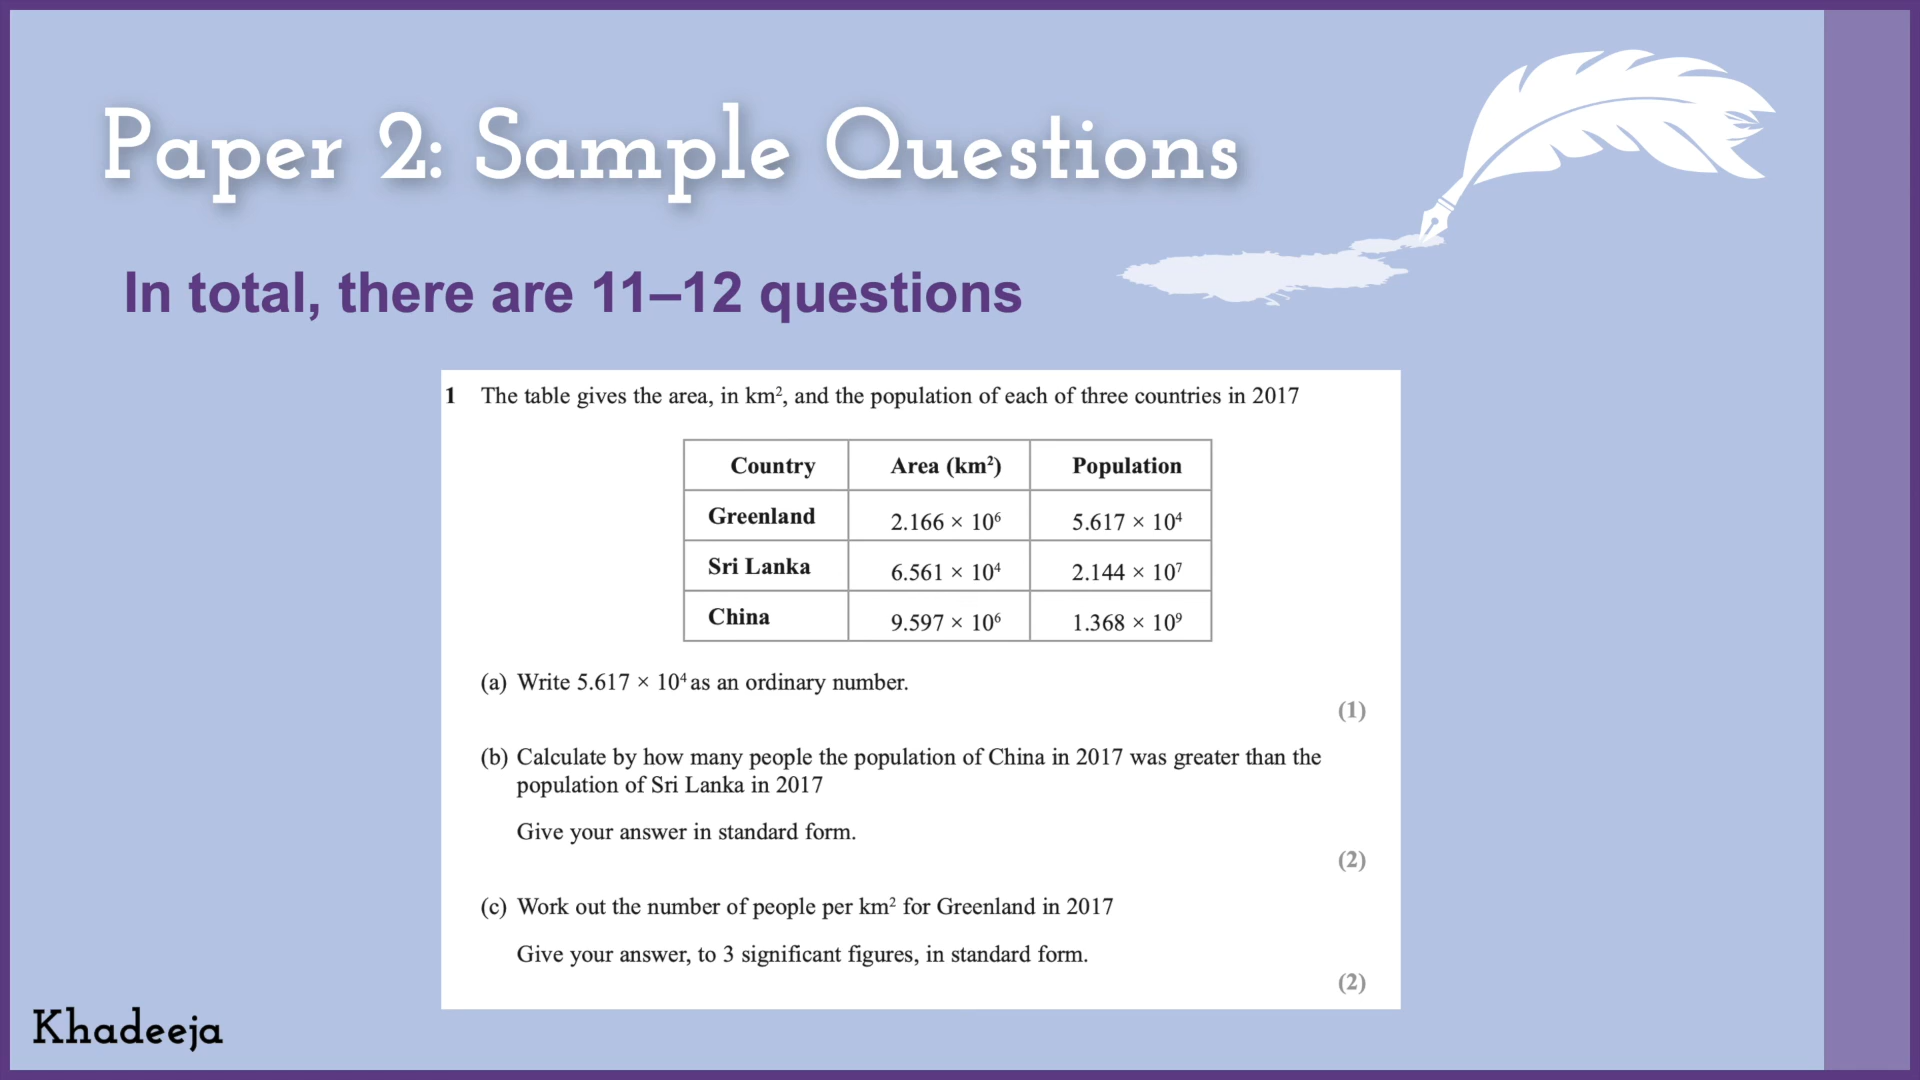 Paper 2: Sample Questions
In total, there are 11–12 questions
1 The table gives the area, in km², and the population of each of three countries in 2017
Country Area (km²) Population
Greenland 2.166 × 10⁶ 5.617 × 10⁴
Sri Lanka 6.561 × 10⁴ 2.144 × 10⁷
China 9.597 × 10⁶ 1.368 × 10⁹
(a) Write 5.617 × 10⁴ as an ordinary number.
(1)
(b) Calculate by how many people the population of China in 2017 was greater than the
population of Sri Lanka in 2017
Give your answer in standard form.
(2)
(c) Work out the number of people per km² for Greenland in 2017
Give your answer, to 3 significant figures, in standard form.
(2)
Khadeeja